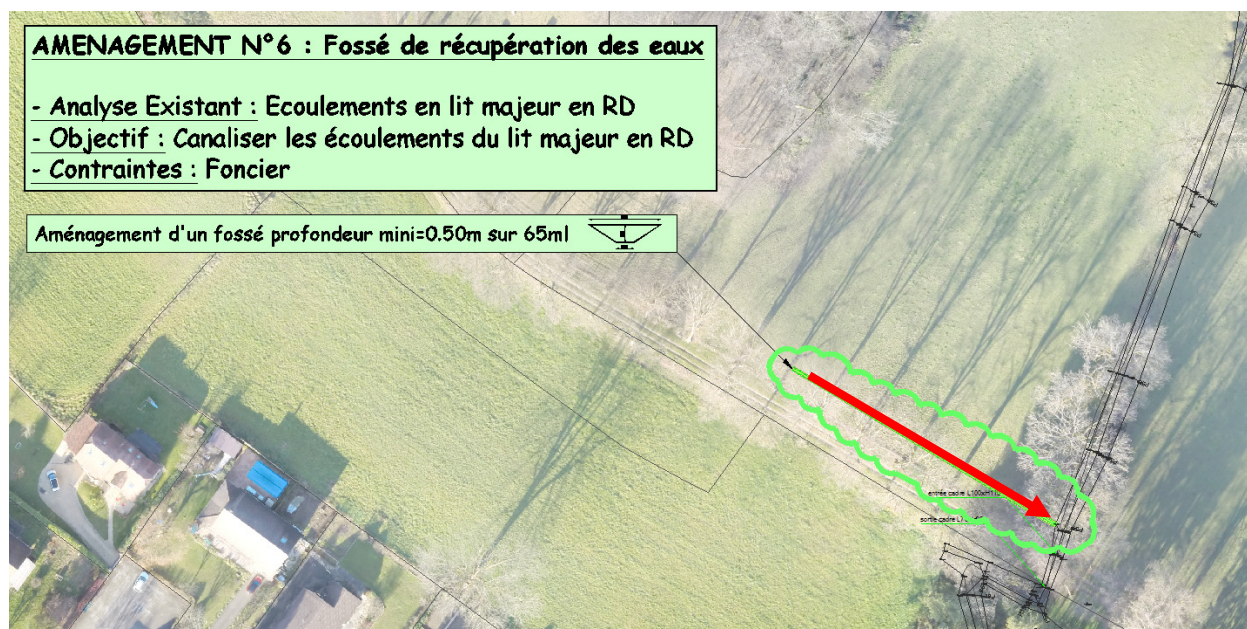 AMENAGEMENT N°6 : Fossé de récupération des eaux
- Analyse Existant : Ecoulements en lit majeur en RD
- Objectif : Canaliser les écoulements du lit majeur en RD
- Contraintes : Foncier
Aménagement d'un fossé profondeur mini=0.50m sur 65ml
entrée cadre L100xH110
sortie cadre